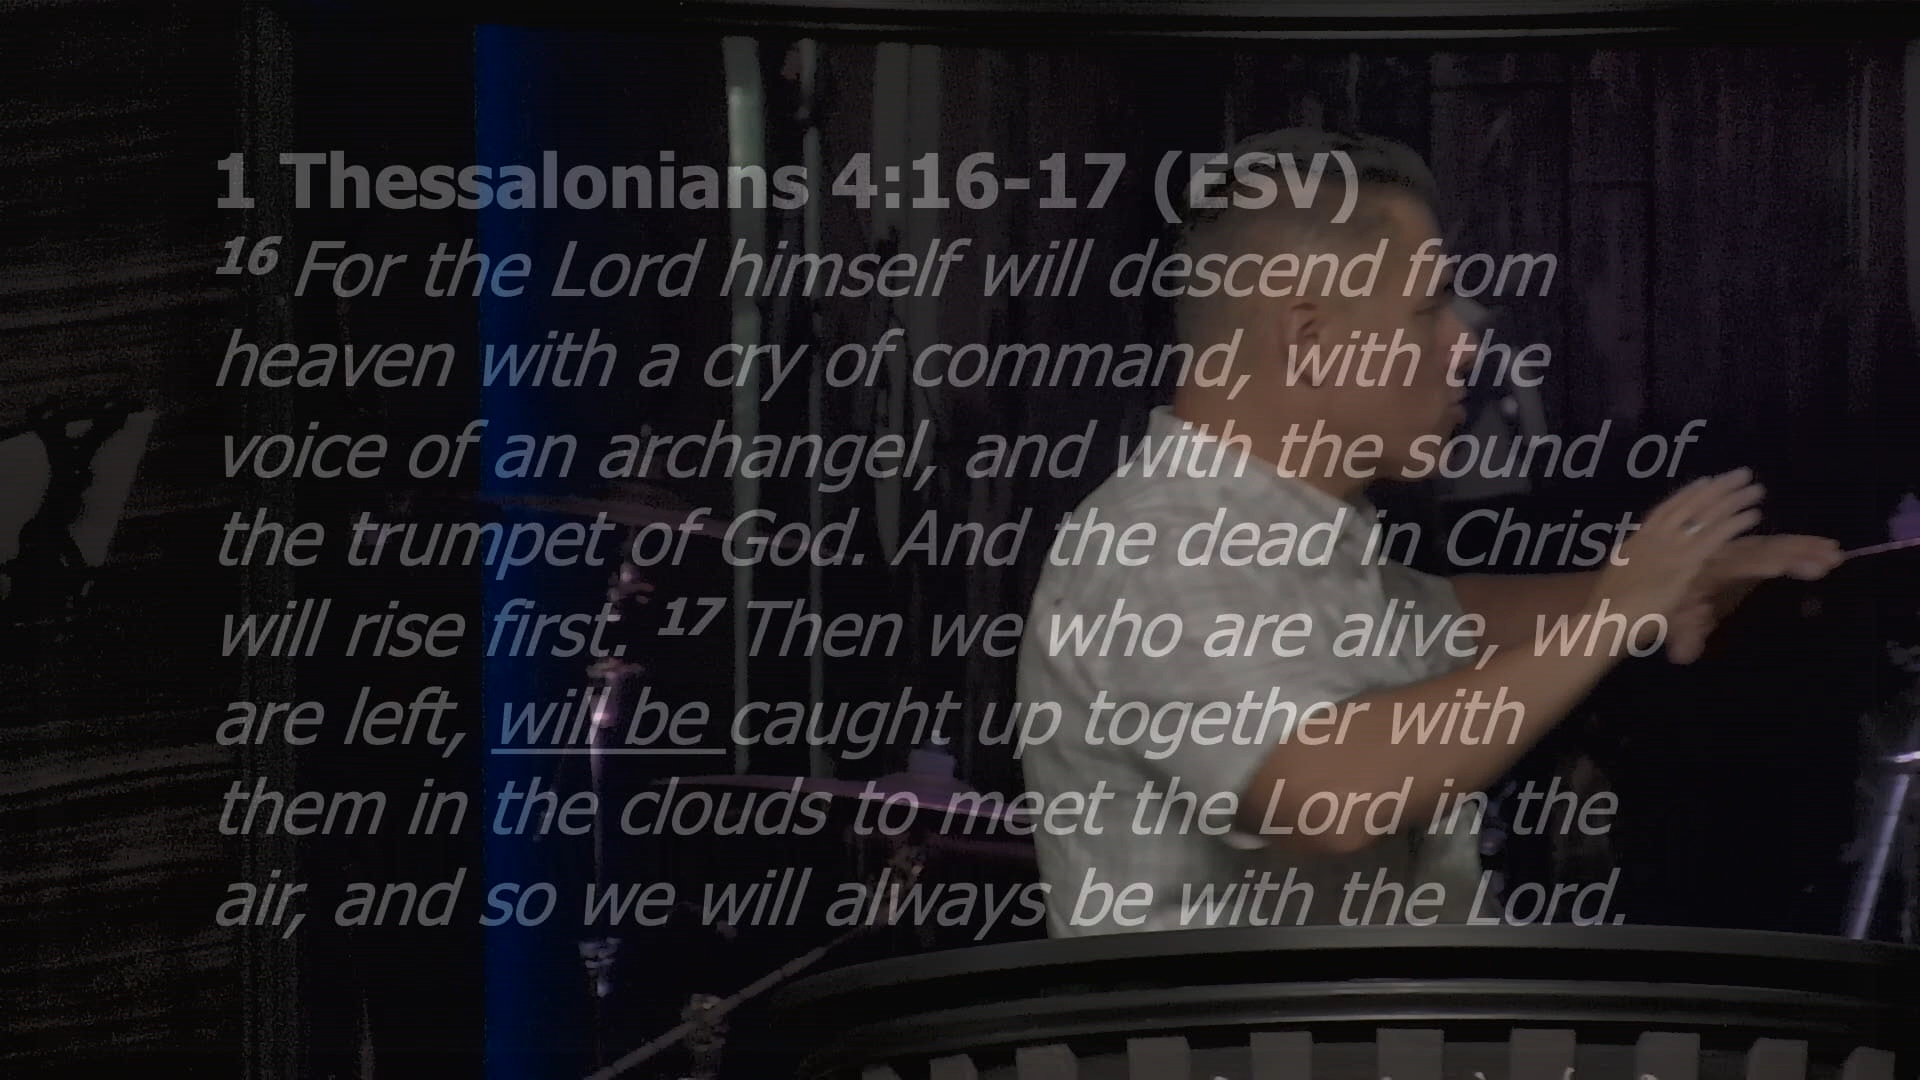 1 Thessalonians 4:16-17 (ESV)
16 For the Lord himself will descend from
heaven with a cry of command, with the
voice of an archangel, and with the sound of
the trumpet of God. And the dead in Christ
will rise first. 17 Then we who are alive, who
are left, will be caught up together with
them in the clouds to meet the Lord in the
air, and so we will always be with the Lord.